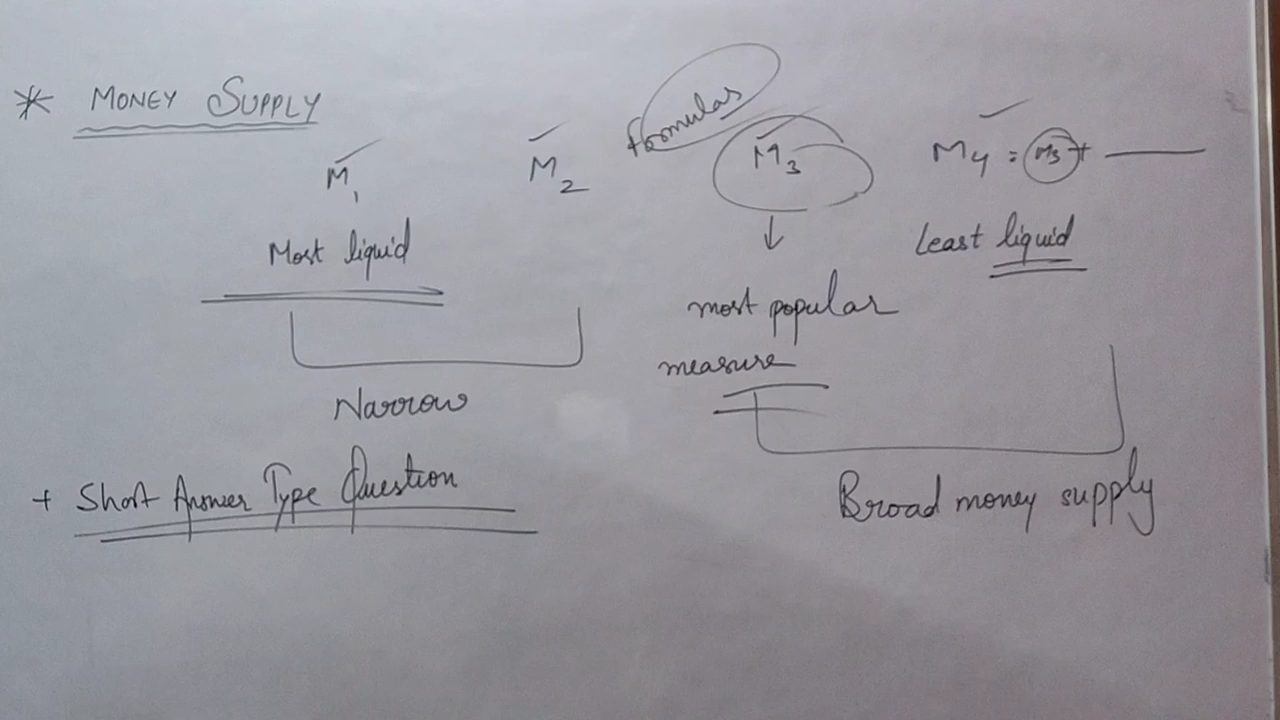 * MONEY SUPPLY
formulas
M1 M2 M3 M4 = M3 + ______
Most liquid
↓
Least liquid
most popular
measure
Narrow
Broad money supply
+ Short Answer Type Question